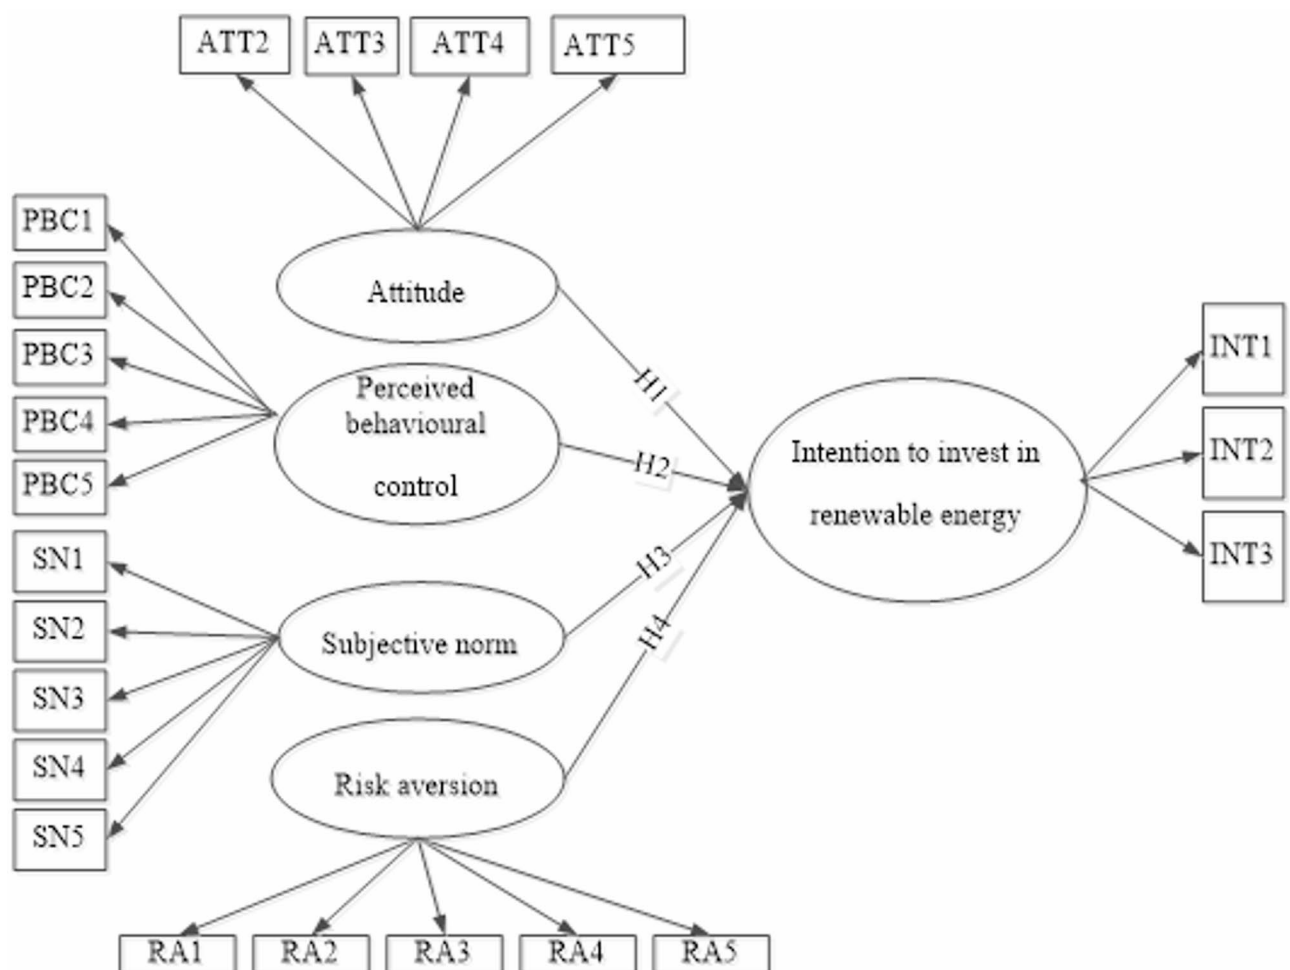 ATT2
ATT3
ATT4
ATT5
PBC1
PBC2
PBC3
PBC4
PBC5
SN1
SN2
SN3
SN4
SN5
Attitude
Perceived
behavioural
control
Subjective norm
Risk aversion
H1
H2
H3
H4
Intention to invest in
renewable energy
INT1
INT2
INT3
RA1
RA2
RA3
RA4
RA5